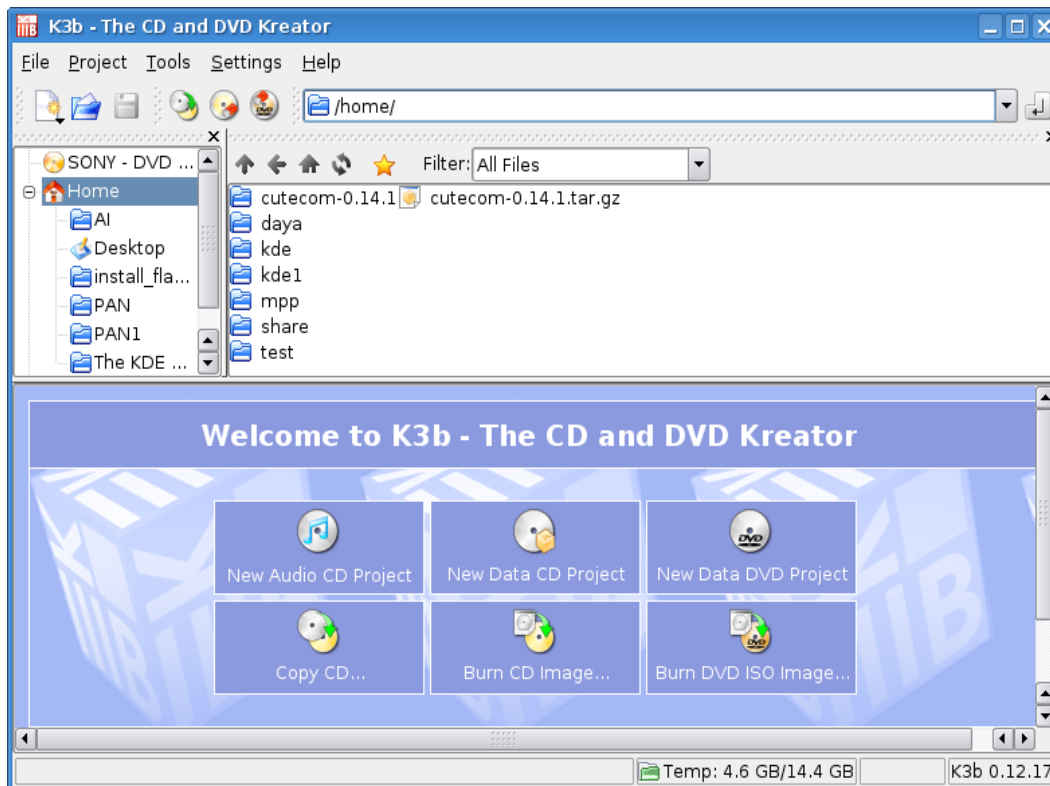 K3b - The CD and DVD Kreator
File Project Tools Settings Help
/home/
SONY - DVD ...
Home
AI
Desktop
install_fla...
PAN
PAN1
The KDE ...
Filter: All Files
cutecom-0.14.1 cutecom-0.14.1.tar.gz
daya
kde
kde1
mpp
share
test
Welcome to K3b - The CD and DVD Kreator
New Audio CD Project New Data CD Project New Data DVD Project
Copy CD... Burn CD Image... Burn DVD ISO Image...
Temp: 4.6 GB/14.4 GB K3b 0.12.17